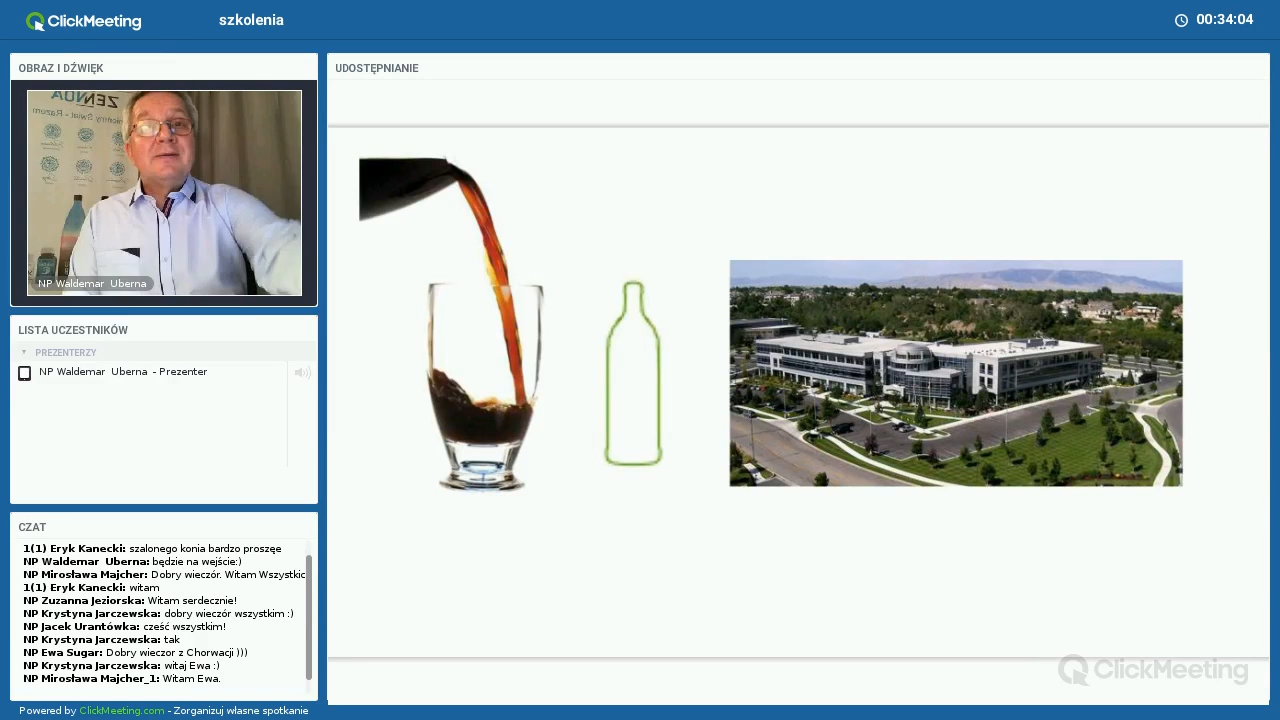 ClickMeeting
szkolenia
00:34:04
OBRAZ I DŹWIĘK
UDOSTĘPNIANIE
NP Waldemar Uberna
LISTA UCZESTNIKÓW
PREZENTERZY
NP Waldemar Uberna - Prezenter
CZAT
1(1) Eryk Kanecki: szalonego konia bardzo proszęe
NP Waldemar Uberna: będzie na wejście:)
NP Mirosława Majcher: Dobry wieczór. Witam Wszystkic
1(1) Eryk Kanecki: witam
NP Zuzanna Jeziorska: Witam serdecznie!
NP Krystyna Jarczewska: dobry wieczór wszystkim :)
NP Jacek Urantówka: cześć wszystkim!
NP Krystyna Jarczewska: tak
NP Ewa Sugar: Dobry wieczor z Chorwacji )))
NP Krystyna Jarczewska: witaj Ewa :)
NP Mirosława Majcher_1: Witam Ewa.
ClickMeeting
Powered by ClickMeeting.com - Zorganizuj własne spotkanie